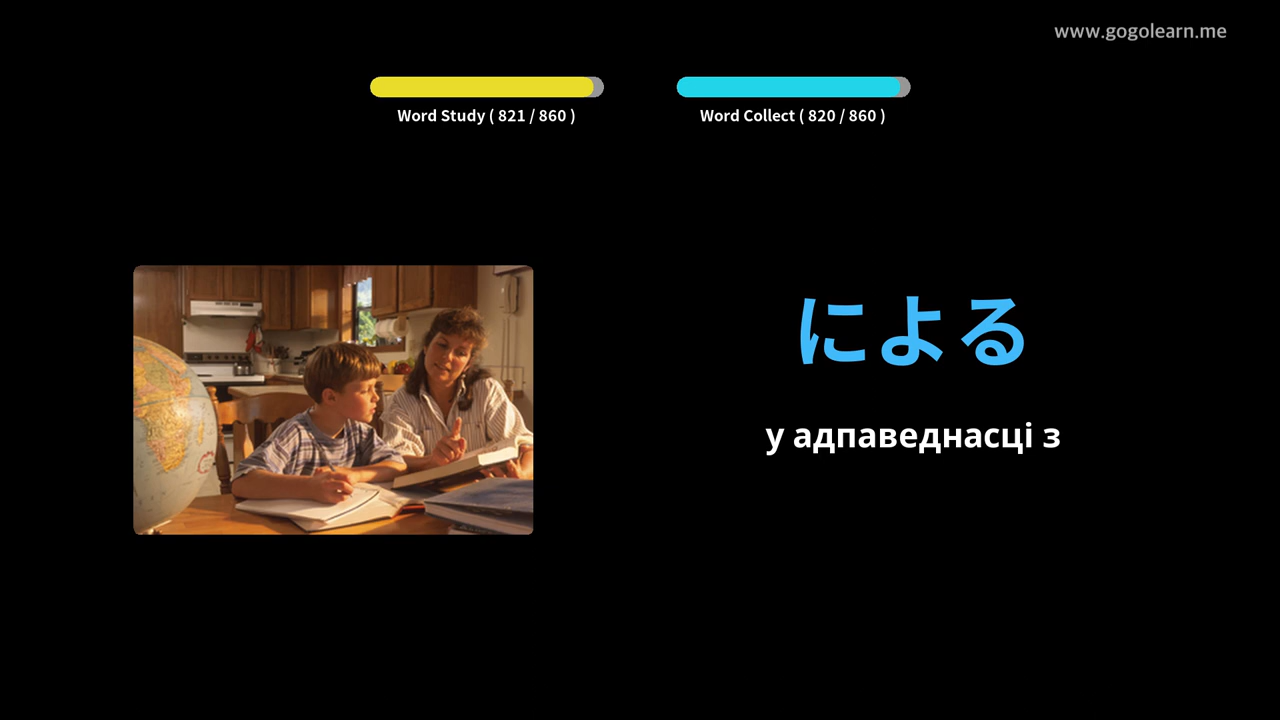 www.gogolearn.me
Word Study ( 821 / 860 )
Word Collect ( 820 / 860 )
による
у адпаведнасці з